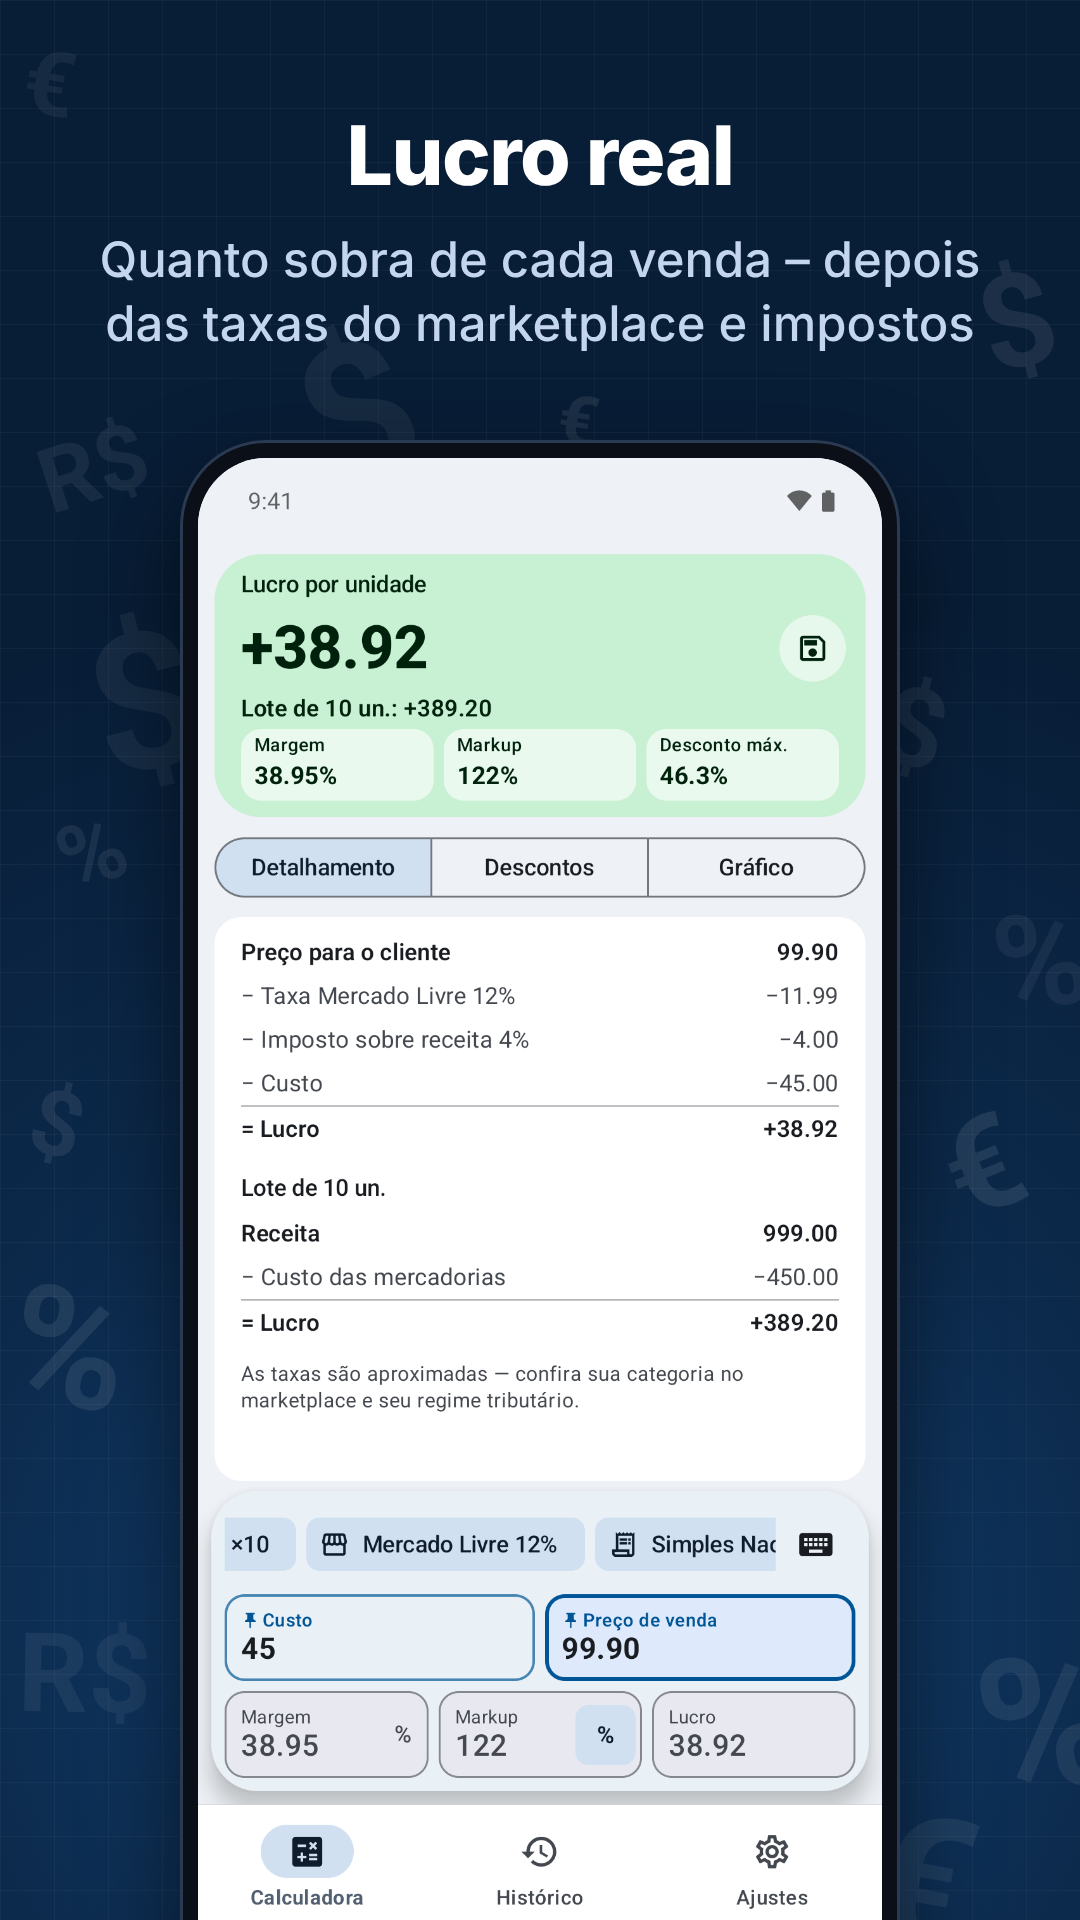 Lucro real
Quanto sobra de cada venda – depois
das taxas do marketplace e impostos
9:41
Lucro por unidade
+38.92
Lote de 10 un.: +389.20
Margem
38.95%
Markup
122%
Desconto máx.
46.3%
Detalhamento
Descontos
Gráfico
Preço para o cliente 99.90
− Taxa Mercado Livre 12% −11.99
− Imposto sobre receita 4% −4.00
− Custo −45.00
= Lucro +38.92
Lote de 10 un.
Receita 999.00
− Custo das mercadorias −450.00
= Lucro +389.20
As taxas são aproximadas — confira sua categoria no
marketplace e seu regime tributário.
×10
Mercado Livre 12%
Simples Nac
Custo
45
Preço de venda
99.90
Margem
38.95 %
Markup
122 %
Lucro
38.92
Calculadora
Histórico
Ajustes
€
$
$
€
R$
$
$
%
%
$
€
%
R$
%
€